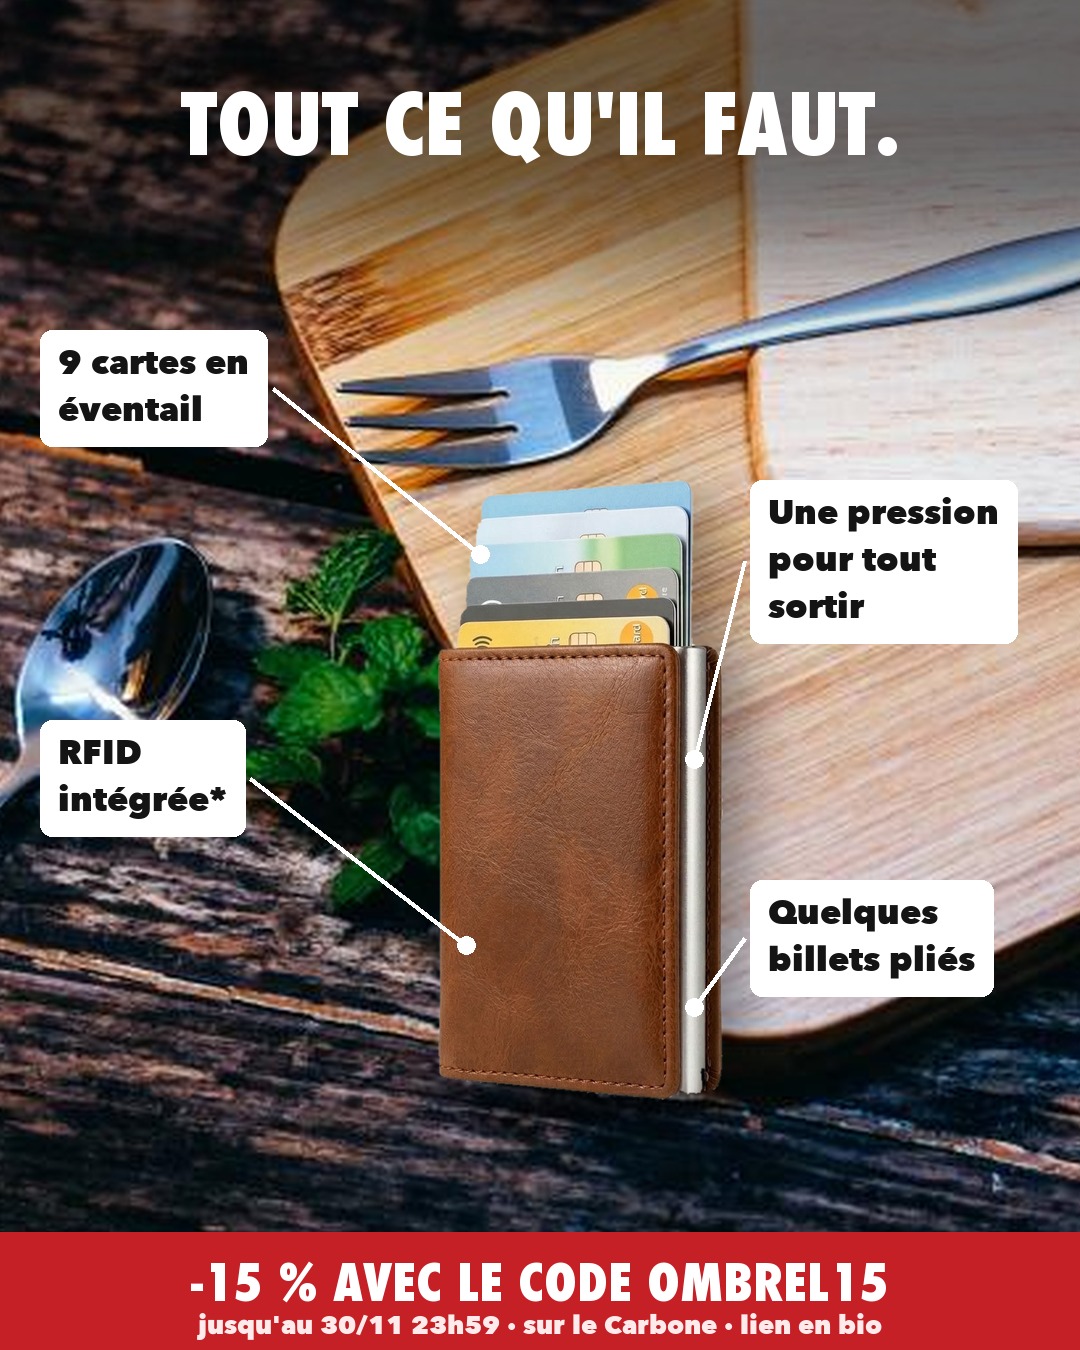 TOUT CE QU'IL FAUT.
9 cartes en
éventail
Une pression
pour tout
sortir
RFID
intégrée*
Quelques
billets pliés
-15 % AVEC LE CODE OMBREL15
jusqu'au 30/11 23h59 • sur le Carbone • lien en bio